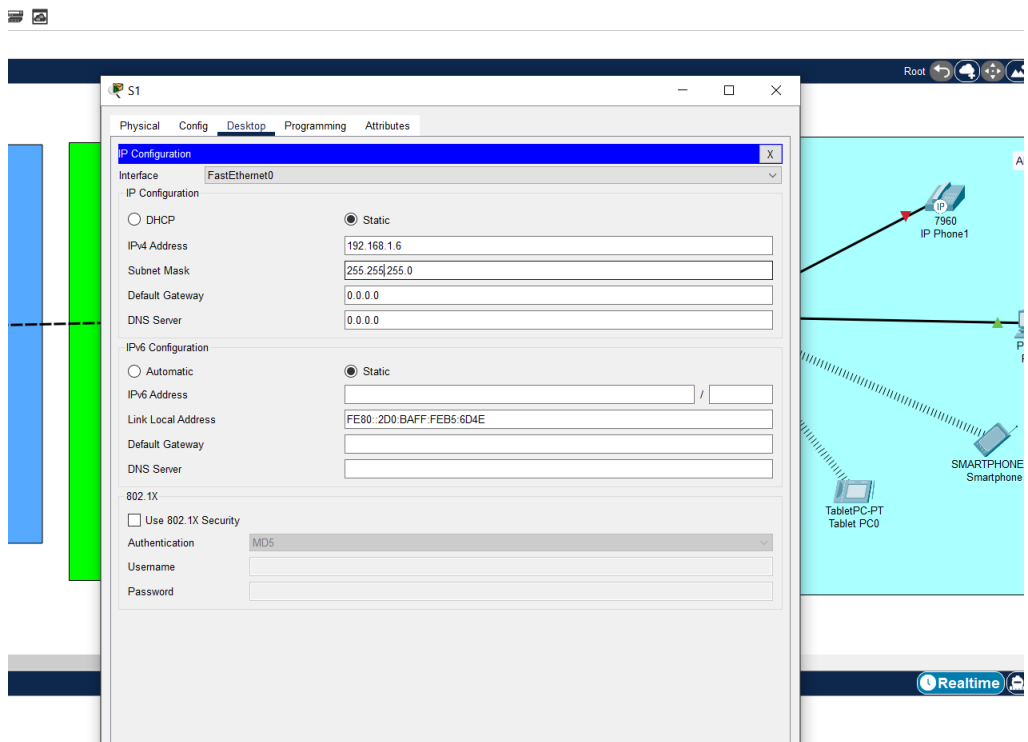 Root
S1
Physical Config Desktop Programming Attributes
IP Configuration X
Interface FastEthernet0
IP Configuration
DHCP Static
IPv4 Address 192.168.1.6
Subnet Mask 255.255.255.0
Default Gateway 0.0.0.0
DNS Server 0.0.0.0
IPv6 Configuration
Automatic Static
IPv6 Address /
Link Local Address FE80::2D0:BAFF:FEB5:6D4E
Default Gateway
DNS Server
802.1X
Use 802.1X Security
Authentication MD5
Username
Password
IP
7960
IP Phone1
SMARTPHONE
Smartphone
TabletPC-PT
Tablet PC0
Realtime